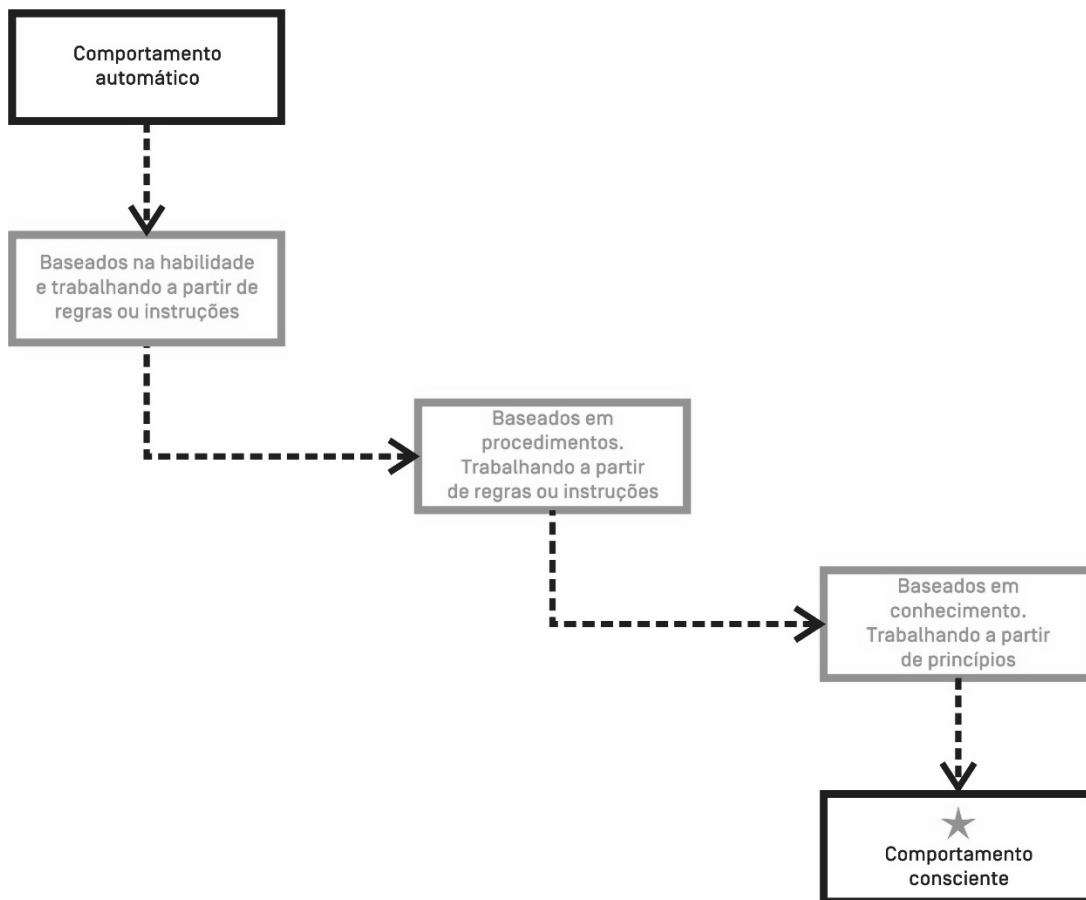 Comportamento
automático
Baseados na habilidade
e trabalhando a partir de
regras ou instruções
Baseados em
procedimentos.
Trabalhando a partir
de regras ou instruções
Baseados em
conhecimento.
Trabalhando a partir
de princípios
Comportamento
consciente